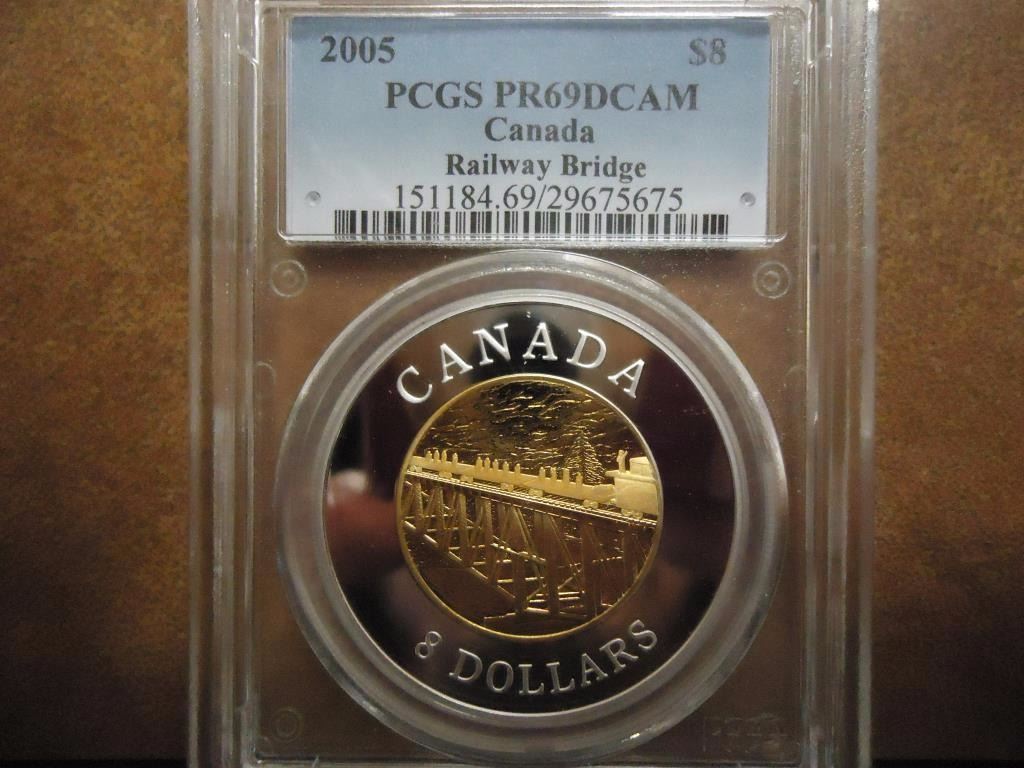 2005 $8
PCGS PR69DCAM
Canada
Railway Bridge
151184.69/29675675
CANADA
8 DOLLARS